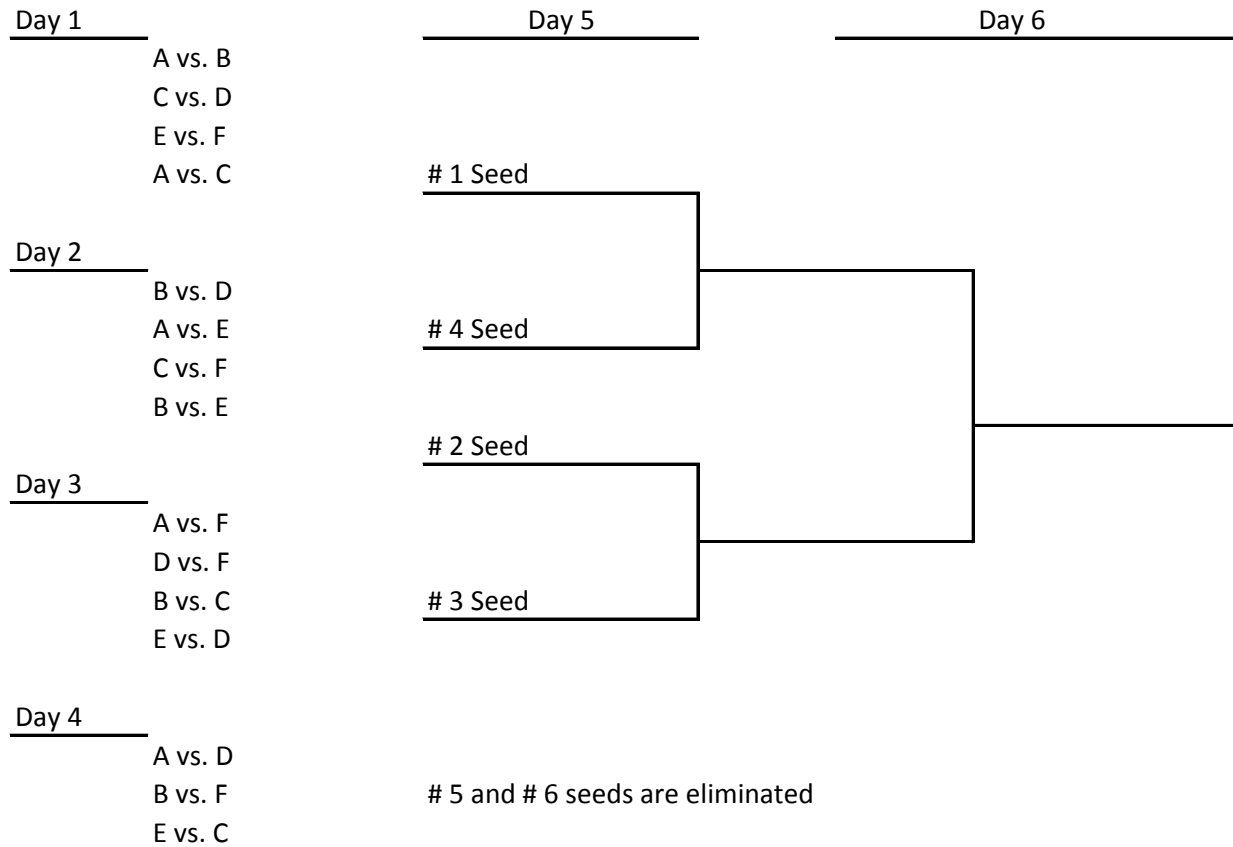 Day 1
Day 5
Day 6
A vs. B
C vs. D
E vs. F
A vs. C
# 1 Seed
Day 2
B vs. D
A vs. E
# 4 Seed
C vs. F
B vs. E
# 2 Seed
Day 3
A vs. F
D vs. F
B vs. C
# 3 Seed
E vs. D
Day 4
A vs. D
B vs. F
# 5 and # 6 seeds are eliminated
E vs. C